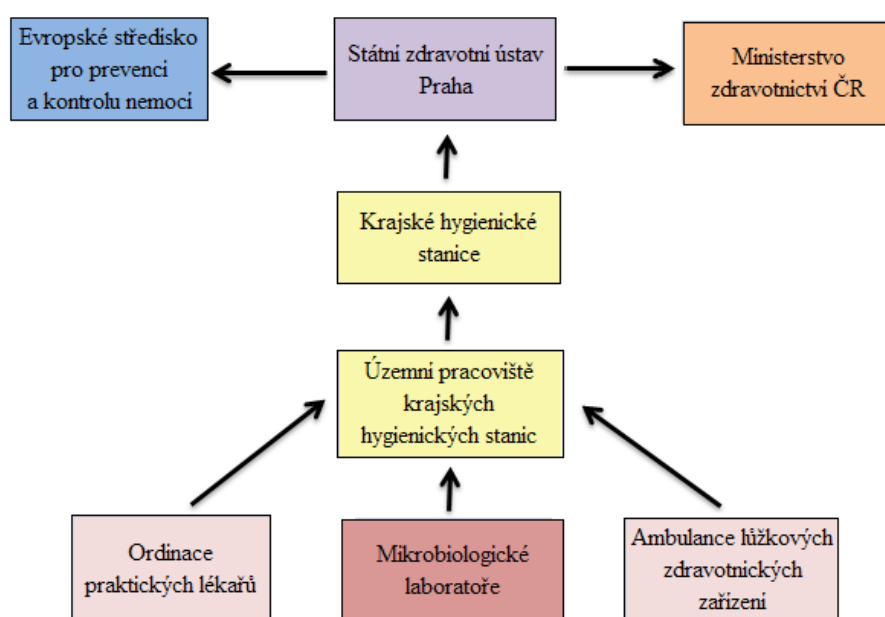 Evropské středisko
pro prevenci
a kontrolu nemocí
Státní zdravotní ústav
Praha
Ministerstvo
zdravotnictví ČR
Krajské hygienické
stanice
Územní pracoviště
krajských
hygienických stanic
Ordinace
praktických lékařů
Mikrobiologické
laboratoře
Ambulance lůžkových
zdravotnických
zařízení